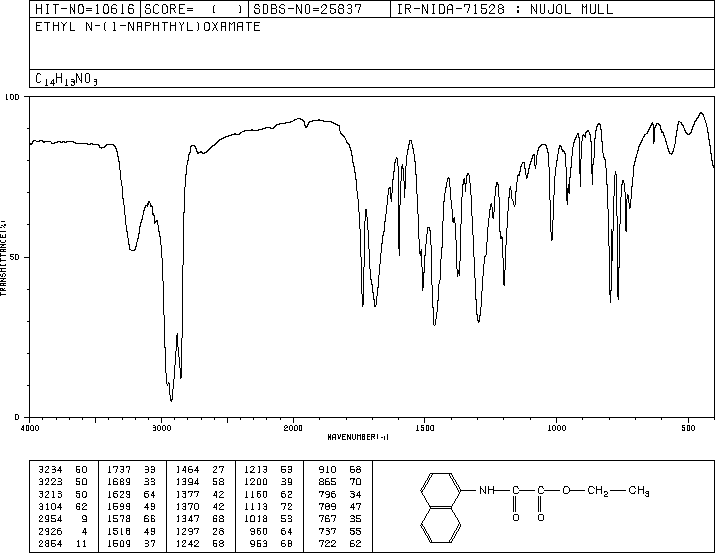 HIT-NO=10616 SCORE= ( ) SDBS-NO=25837 IR-NIDA-71528 : NUJOL MULL
ETHYL N-(1-NAPHTHYL)OXAMATE
C14H13NO3
100
50
0
TRANSMITTANCE(%)
4000 3000 2000 1500 1000 500
WAVENUMBER(-1)
3234 50 1737 33 1464 27 1213 53 910 68
3223 50 1689 33 1394 58 1200 39 865 70
3213 50 1629 64 1377 42 1160 62 796 34
3104 62 1599 49 1370 42 1113 72 789 47
2954 9 1578 66 1347 68 1018 53 767 35
2926 4 1518 49 1297 28 960 64 737 55
2854 11 1509 37 1242 58 953 68 722 62
NH C C O CH2 CH3
O O